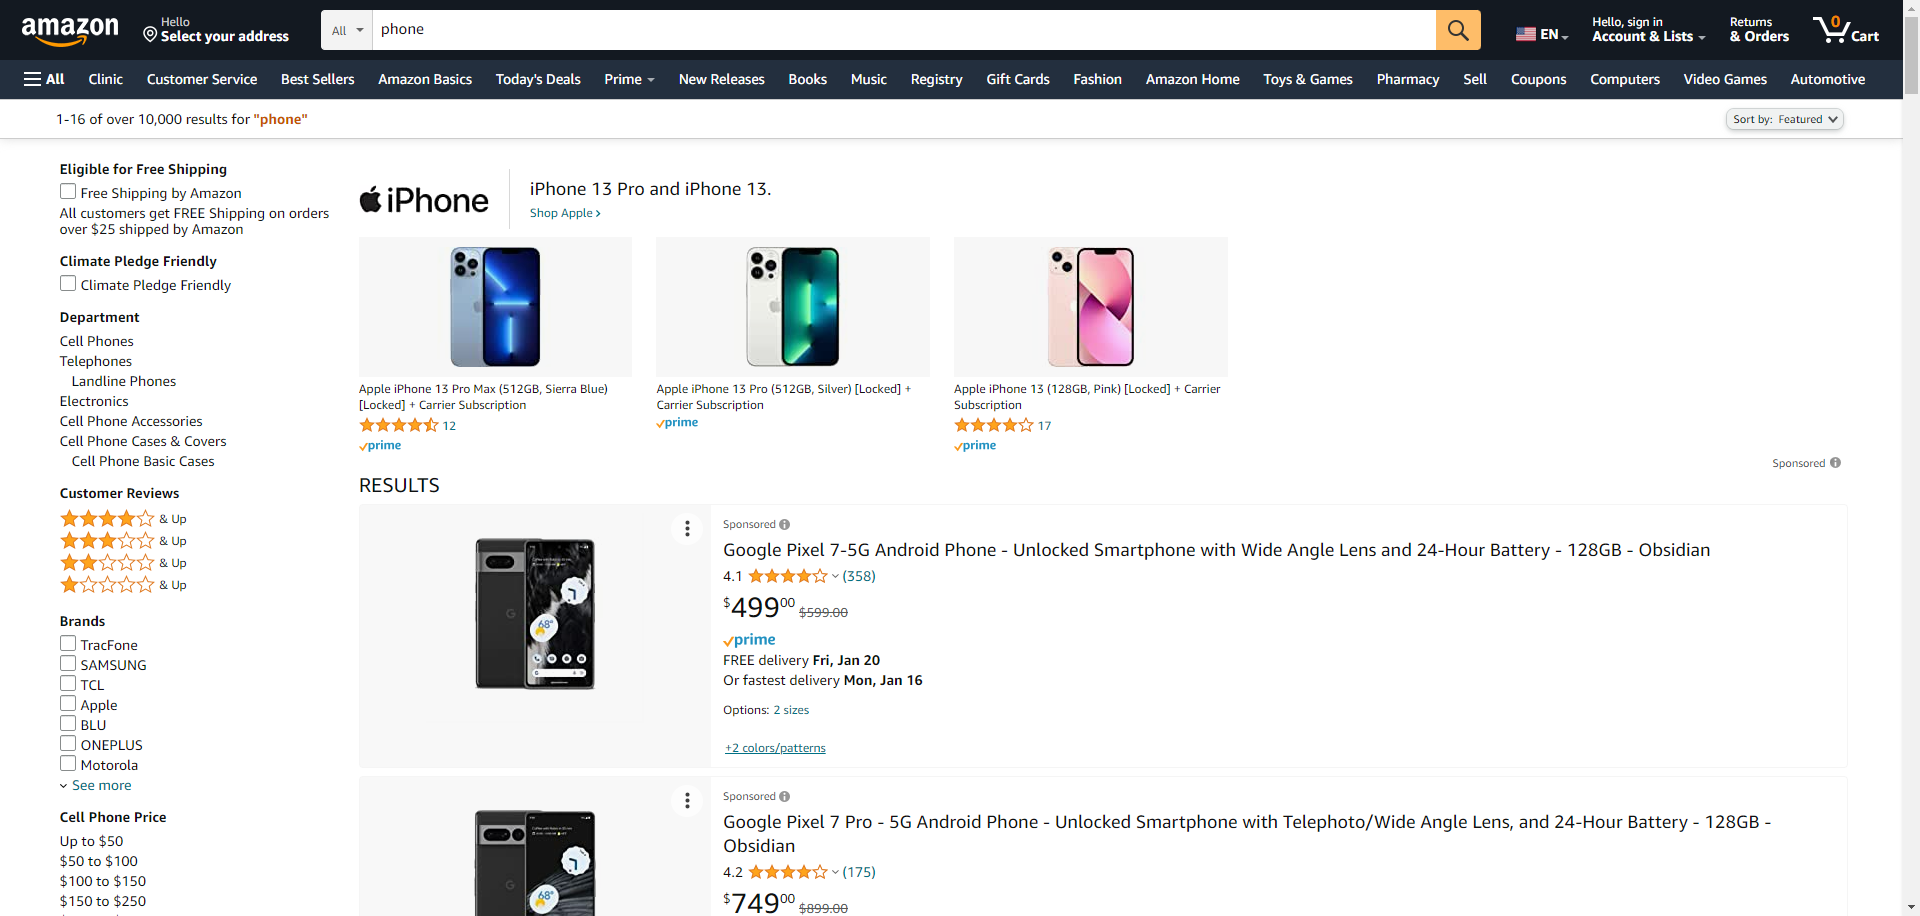 amazon
Hello
Select your address
All
phone
EN
Hello, sign in
Account & Lists
Returns
& Orders
0
Cart
All
Clinic
Customer Service
Best Sellers
Amazon Basics
Today's Deals
Prime
New Releases
Books
Music
Registry
Gift Cards
Fashion
Amazon Home
Toys & Games
Pharmacy
Sell
Coupons
Computers
Video Games
Automotive
1-16 of over 10,000 results for "phone"
Sort by: Featured
Eligible for Free Shipping
Free Shipping by Amazon
All customers get FREE Shipping on orders
over $25 shipped by Amazon
Climate Pledge Friendly
Climate Pledge Friendly
Department
Cell Phones
Telephones
Landline Phones
Electronics
Cell Phone Accessories
Cell Phone Cases & Covers
Cell Phone Basic Cases
Customer Reviews
& Up
& Up
& Up
& Up
Brands
TracFone
SAMSUNG
TCL
Apple
BLU
ONEPLUS
Motorola
See more
Cell Phone Price
Up to $50
$50 to $100
$100 to $150
$150 to $250
iPhone
iPhone 13 Pro and iPhone 13.
Shop Apple ›
Apple iPhone 13 Pro Max (512GB, Sierra Blue)
[Locked] + Carrier Subscription
12
prime
Apple iPhone 13 Pro (512GB, Silver) [Locked] +
Carrier Subscription
prime
Apple iPhone 13 (128GB, Pink) [Locked] + Carrier
Subscription
17
prime
Sponsored
RESULTS
Sponsored
Google Pixel 7-5G Android Phone - Unlocked Smartphone with Wide Angle Lens and 24-Hour Battery - 128GB - Obsidian
4.1 (358)
$499.00 $599.00
prime
FREE delivery Fri, Jan 20
Or fastest delivery Mon, Jan 16
Options: 2 sizes
+2 colors/patterns
68°
Sponsored
Google Pixel 7 Pro - 5G Android Phone - Unlocked Smartphone with Telephoto/Wide Angle Lens, and 24-Hour Battery - 128GB -
Obsidian
4.2 (175)
$749.00 $899.00
68°